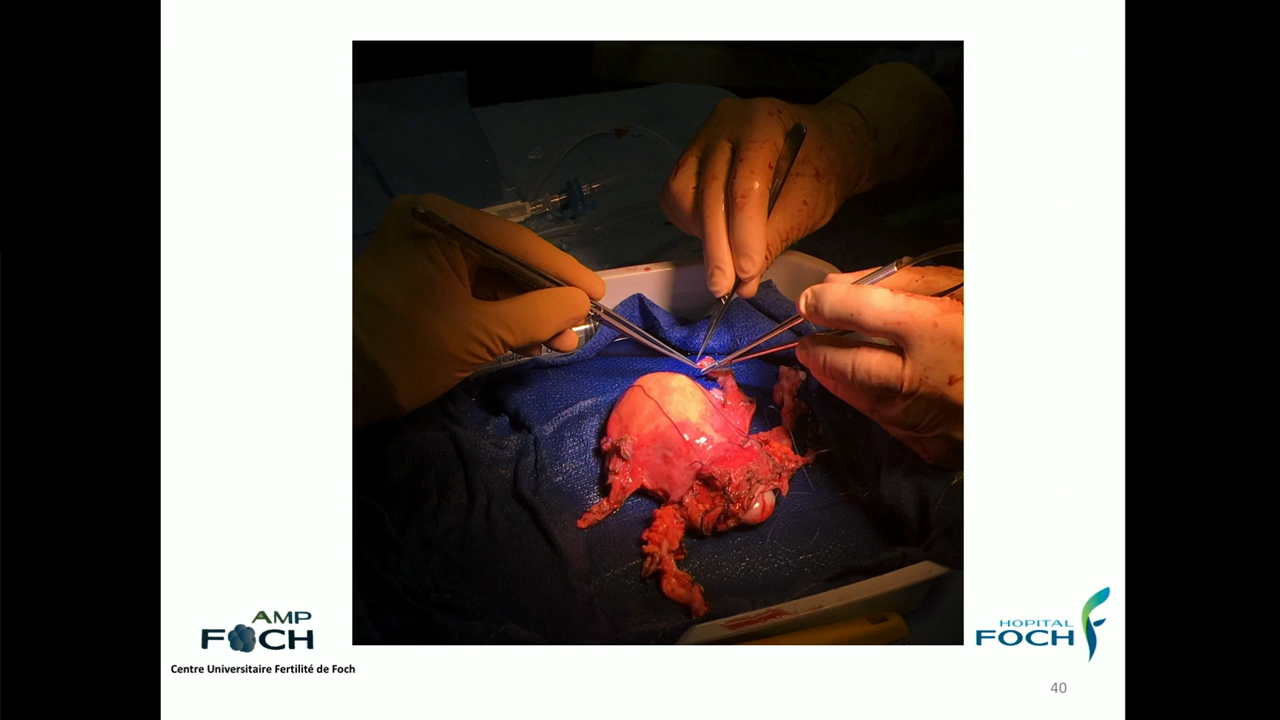 AMP
FOCH
Centre Universitaire Fertilité de Foch
HOPITAL
FOCH
40